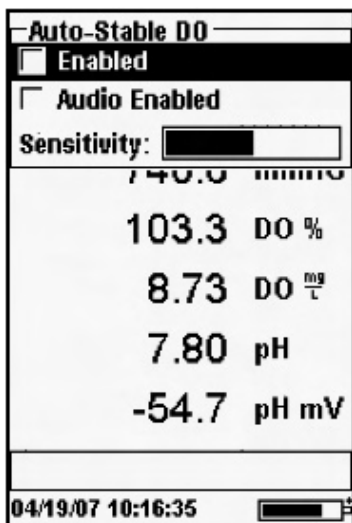 Auto-Stable DO
Enabled
Audio Enabled
Sensitivity:
103.3 DO %
8.73 DO mg/L
7.80 pH
-54.7 pH mV
04/19/07 10:16:35